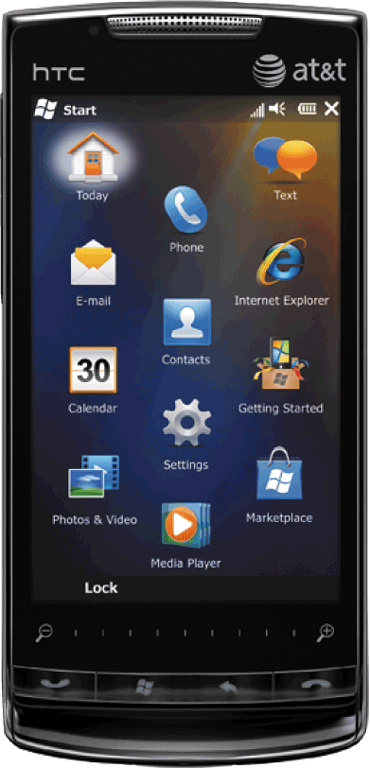 hTC at&t
Start
Today
Text
Phone
E-mail
Internet Explorer
Contacts
30
Calendar
Getting Started
Settings
Photos & Video
Marketplace
Media Player
Lock